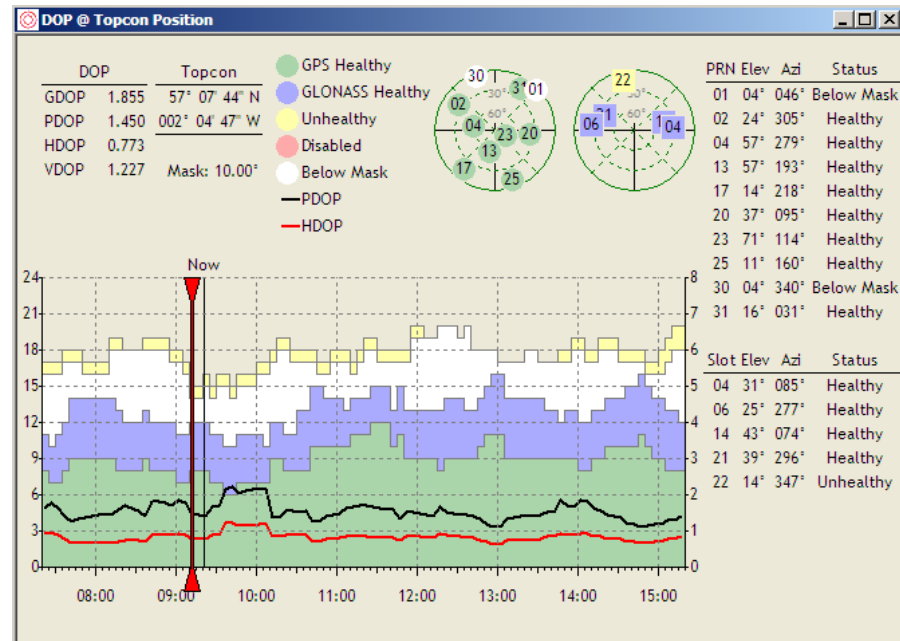 DOP @ Topcon Position
DOP
GDOP 1.855
PDOP 1.450
HDOP 0.773
VDOP 1.227
Topcon
57° 07' 44" N
002° 04' 47" W
Mask: 10.00°
GPS Healthy
GLONASS Healthy
Unhealthy
Disabled
Below Mask
PDOP
HDOP
30
31
01
30°
02
60°
04
23
20
13
17
25
22
30°
21
60°
06
04
PRN Elev Azi Status
01 04° 046° Below Mask
02 24° 305° Healthy
04 57° 279° Healthy
13 57° 193° Healthy
17 14° 218° Healthy
20 37° 095° Healthy
23 71° 114° Healthy
25 11° 160° Healthy
30 04° 340° Below Mask
31 16° 031° Healthy
Slot Elev Azi Status
04 31° 085° Healthy
06 25° 277° Healthy
14 43° 074° Healthy
21 39° 296° Healthy
22 14° 347° Unhealthy
Now
24 8
21 7
18 6
15 5
12 4
9 3
6 2
3 1
0 0
08:00 09:00 10:00 11:00 12:00 13:00 14:00 15:00